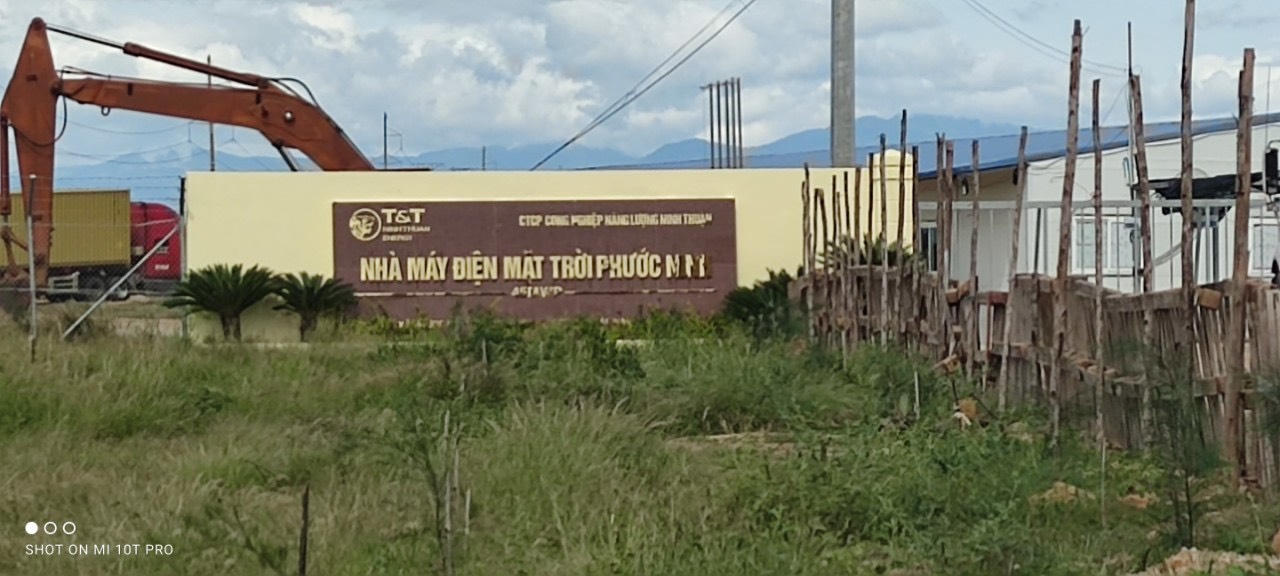 T&T
NINH THUAN
ENERGY
CTCP CÔNG NGHIỆP NĂNG LƯỢNG NINH THUẬN
NHÀ MÁY ĐIỆN MẶT TRỜI PHƯỚC
SHOT ON MI 10T PRO